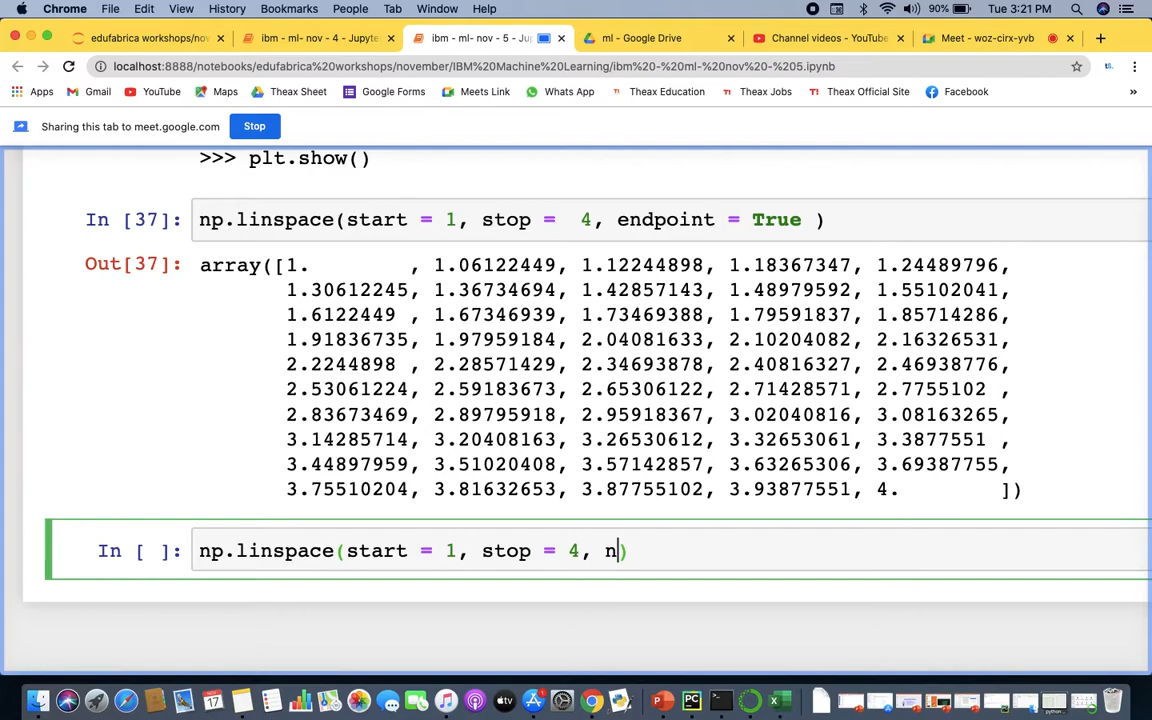 Chrome File Edit View History Bookmarks People Tab Window Help 90% Tue 3:21 PM
edufabrica workshops/nov ibm - ml- nov - 4 - Jupyte ibm - ml- nov - 5 - Ju ml - Google Drive Channel videos - YouTube Meet - woz-cirx-yvb
localhost:8888/notebooks/edufabrica%20workshops/november/IBM%20Machine%20Learning/ibm%20-%20ml-%20nov%20-%205.ipynb
Apps Gmail YouTube Maps Theax Sheet Google Forms Meets Link Whats App Theax Education Theax Jobs Theax Official Site Facebook »
Sharing this tab to meet.google.com Stop
>>> plt.show()
In [37]: np.linspace(start = 1, stop =  4, endpoint = True )
Out[37]: array([1.        , 1.06122449, 1.12244898, 1.18367347, 1.24489796,
1.30612245, 1.36734694, 1.42857143, 1.48979592, 1.55102041,
1.6122449 , 1.67346939, 1.73469388, 1.79591837, 1.85714286,
1.91836735, 1.97959184, 2.04081633, 2.10204082, 2.16326531,
2.2244898 , 2.28571429, 2.34693878, 2.40816327, 2.46938776,
2.53061224, 2.59183673, 2.65306122, 2.71428571, 2.7755102 ,
2.83673469, 2.89795918, 2.95918367, 3.02040816, 3.08163265,
3.14285714, 3.20408163, 3.26530612, 3.32653061, 3.3877551 ,
3.44897959, 3.51020408, 3.57142857, 3.63265306, 3.69387755,
3.75510204, 3.81632653, 3.87755102, 3.93877551, 4.        ])
In [ ]: np.linspace(start = 1, stop = 4, n)